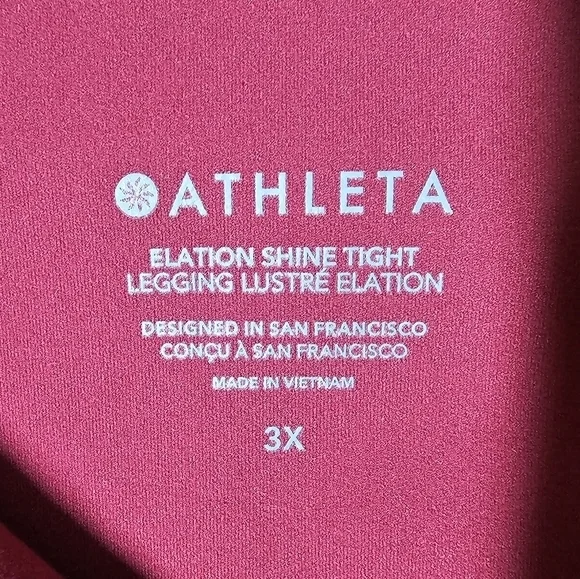 ATHLETA
ELATION SHINE TIGHT
LEGGING LUSTRÉ ELATION
DESIGNED IN SAN FRANCISCO
CONÇU À SAN FRANCISCO
MADE IN VIETNAM
3X